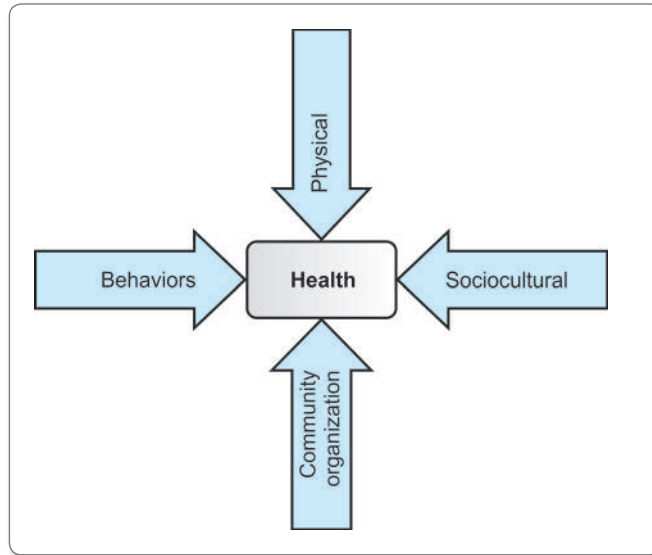 Physical
Behaviors
Health
Sociocultural
Community
organization